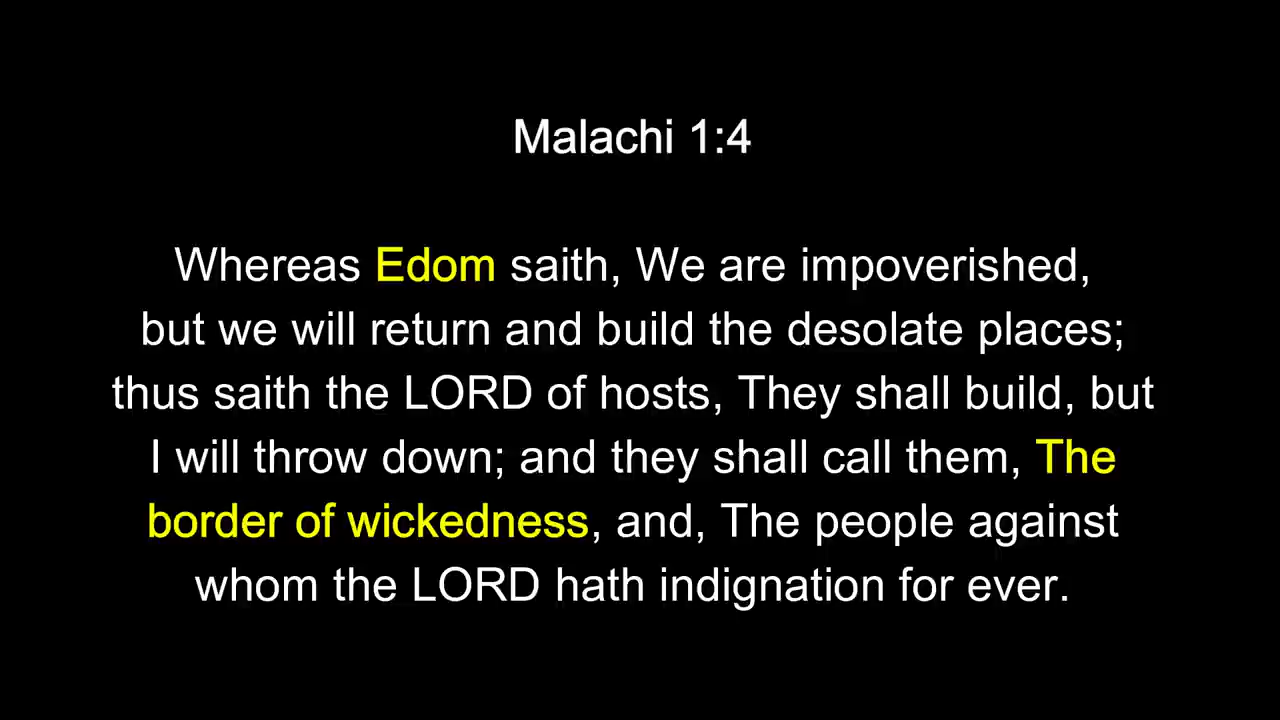 Malachi 1:4
Whereas Edom saith, We are impoverished,
but we will return and build the desolate places;
thus saith the LORD of hosts, They shall build, but
I will throw down; and they shall call them, The
border of wickedness, and, The people against
whom the LORD hath indignation for ever.